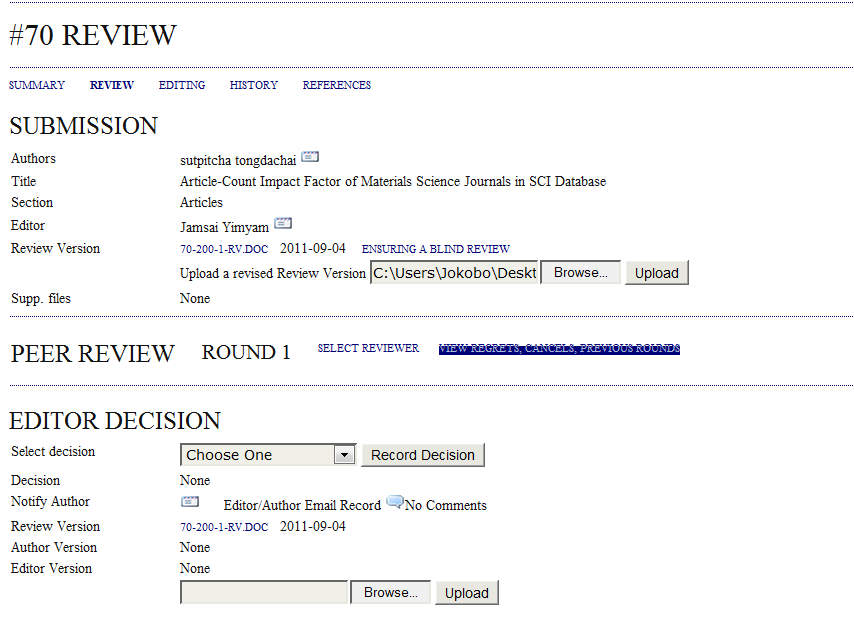 #70 REVIEW
SUMMARY REVIEW EDITING HISTORY REFERENCES
SUBMISSION
Authors sutpitcha tongdachai
Title Article-Count Impact Factor of Materials Science Journals in SCI Database
Section Articles
Editor Jamsai Yimyam
Review Version 70-200-1-RV.DOC 2011-09-04 ENSURING A BLIND REVIEW
Upload a revised Review Version C:\Users\Jokobo\Deskt Browse... Upload
Supp. files None
PEER REVIEW ROUND 1 SELECT REVIEWER VIEW REGRETS, CANCELS, PREVIOUS ROUNDS
EDITOR DECISION
Select decision Choose One Record Decision
Decision None
Notify Author Editor/Author Email Record No Comments
Review Version 70-200-1-RV.DOC 2011-09-04
Author Version None
Editor Version None
Browse... Upload